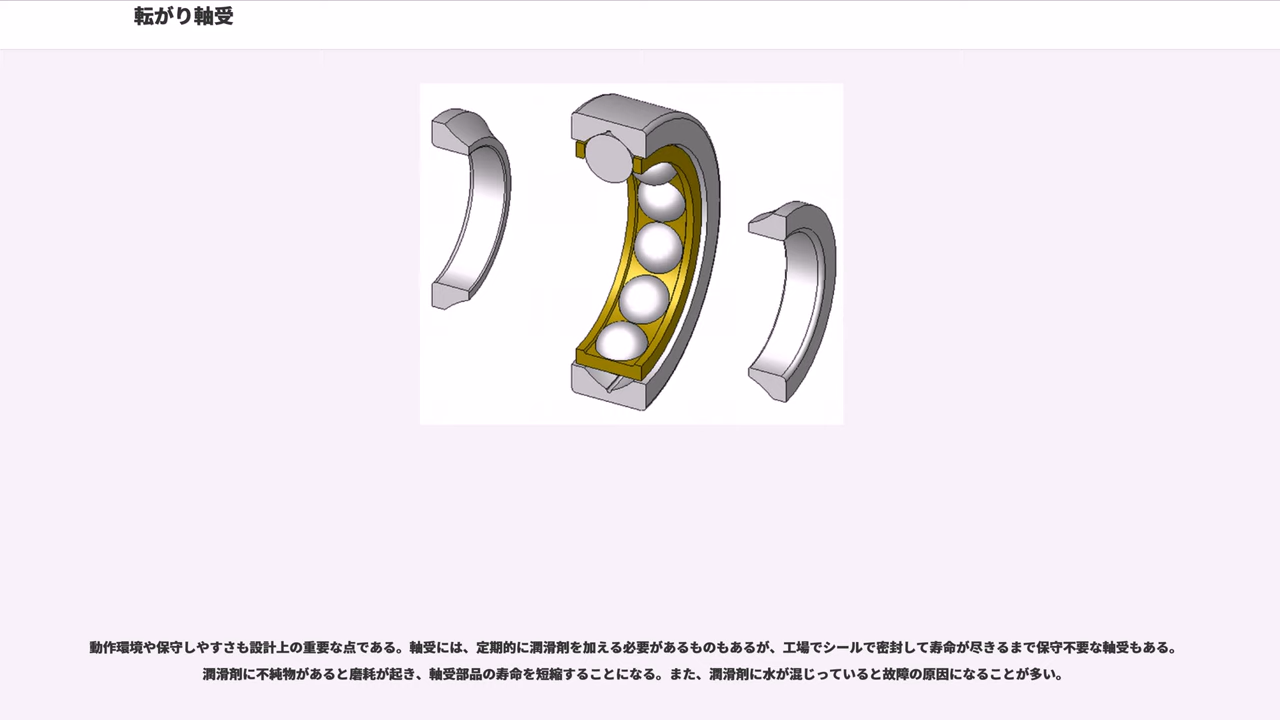 転がり軸受
動作環境や保守しやすさも設計上の重要な点である。軸受には、定期的に潤滑剤を加える必要があるものもあるが、工場でシールで密封して寿命が尽きるまで保守不要な軸受もある。
潤滑剤に不純物があると磨耗が起き、軸受部品の寿命を短縮することになる。また、潤滑剤に水が混じっていると故障の原因になることが多い。